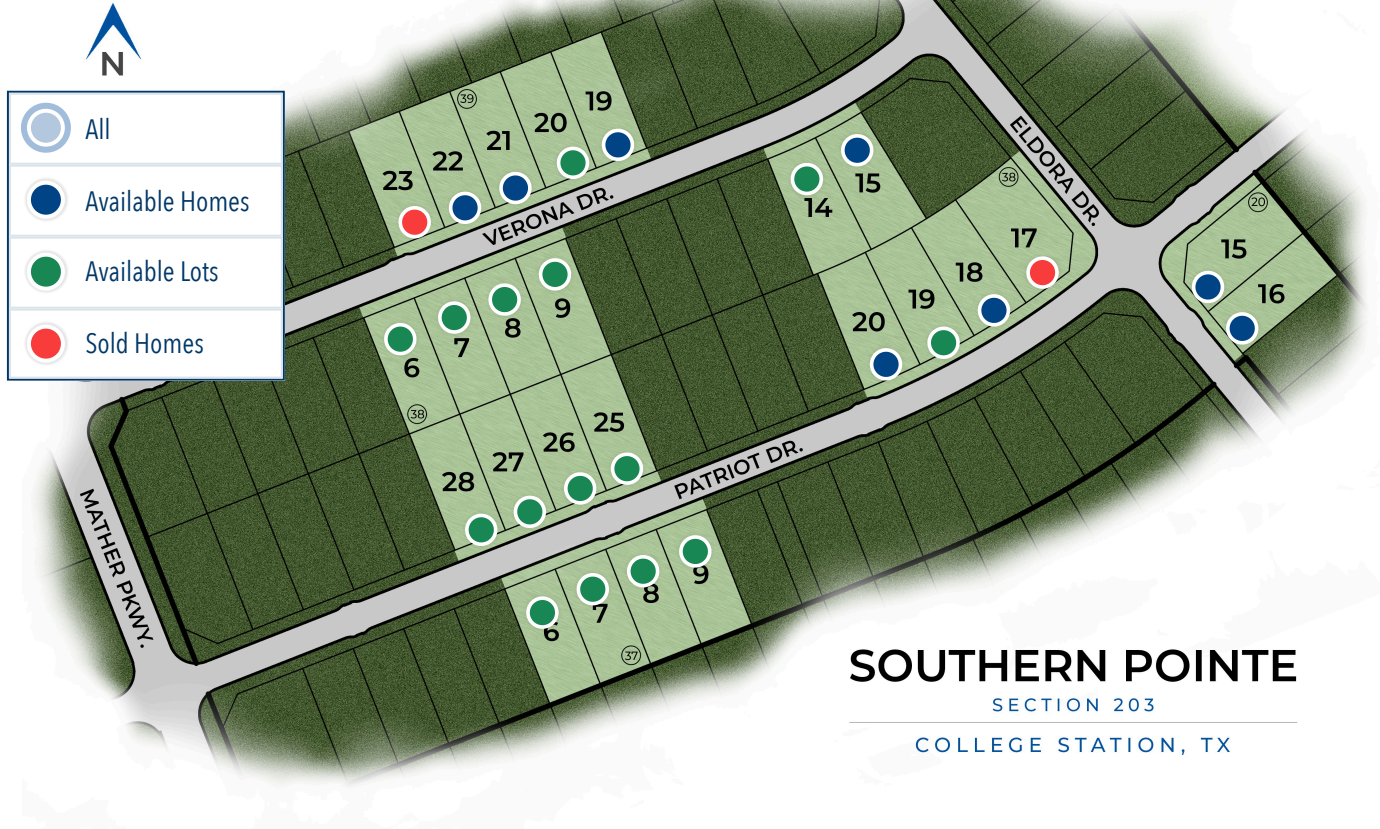 N
All
Available Homes
Available Lots
Sold Homes
39
19
20
21
22
23
VERONA DR.
ELDORA DR.
14
15
38
17
18
19
20
20
15
16
6
7
8
9
38
25
26
27
28
PATRIOT DR.
MATHER PKWY.
6
7
8
9
37
SOUTHERN POINTE
SECTION 203
COLLEGE STATION, TX